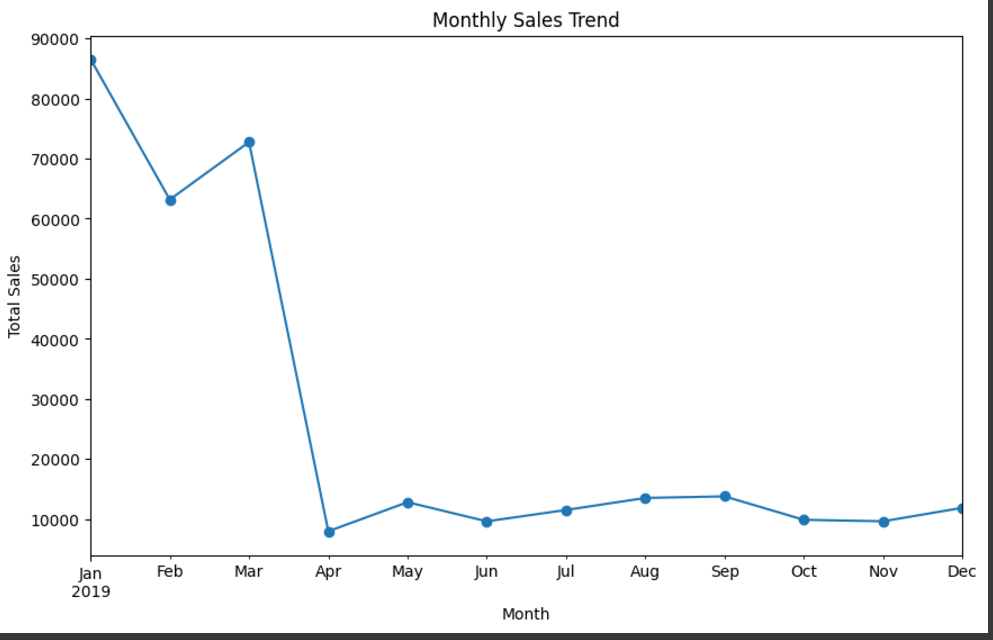 Monthly Sales Trend
Total Sales
90000
80000
70000
60000
50000
40000
30000
20000
10000
Jan Feb Mar Apr May Jun Jul Aug Sep Oct Nov Dec
2019
Month